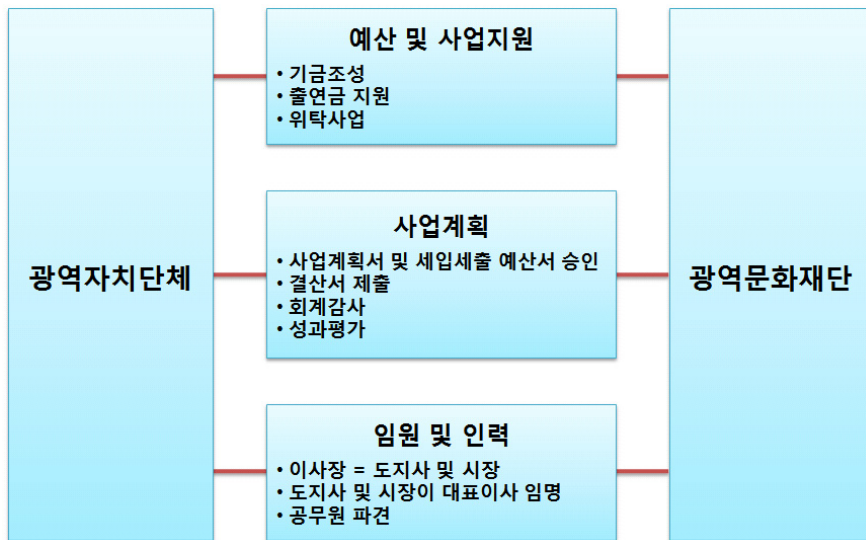 광역자치단체
예산 및 사업지원
• 기금조성
• 출연금 지원
• 위탁사업
사업계획
• 사업계획서 및 세입세출 예산서 승인
• 결산서 제출
• 회계감사
• 성과평가
임원 및 인력
• 이사장 = 도지사 및 시장
• 도지사 및 시장이 대표이사 임명
• 공무원 파견
광역문화재단